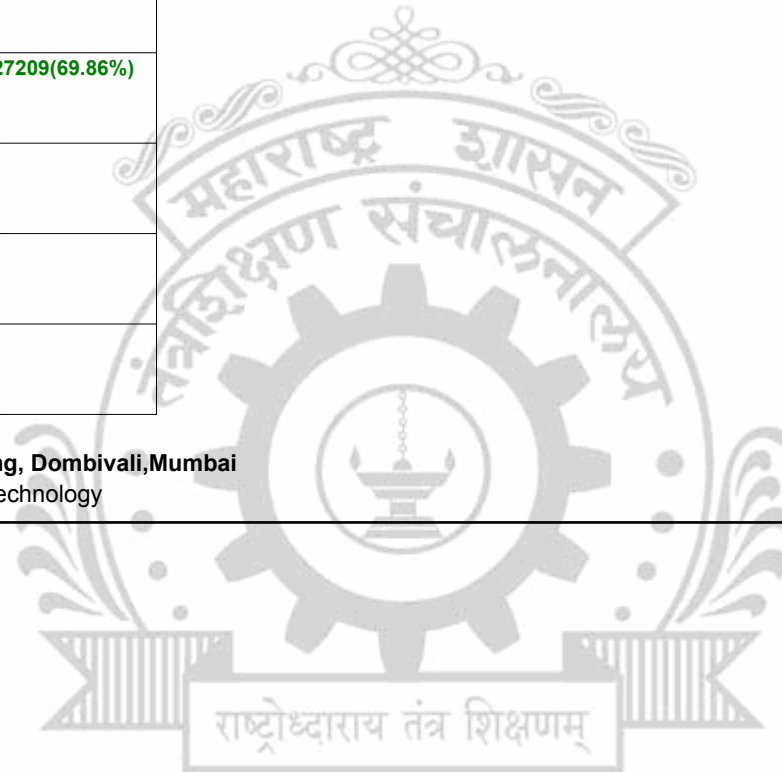 27209(69.86%)
महाराष्ट्र शासन
तंत्रशिक्षण संचालनालय
ng, Dombivali,Mumbai
echnology
राष्ट्रोध्दाराय तंत्र शिक्षणम्